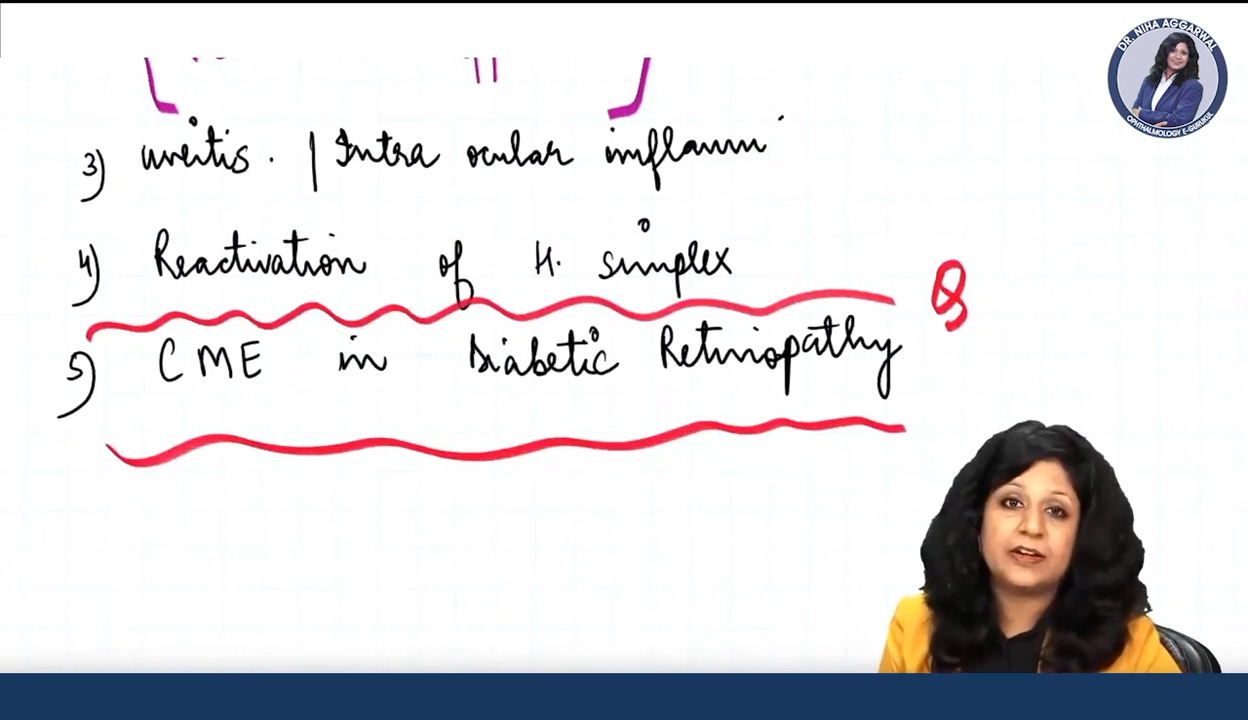 DR. NIHA AGGARWAL
OPHTHALMOLOGY E-GURUKUL
3) uveitis. | Intra ocular inflamm
4) Reactivation of H. simplex
5) CME in Diabetic Retinopathy
Q